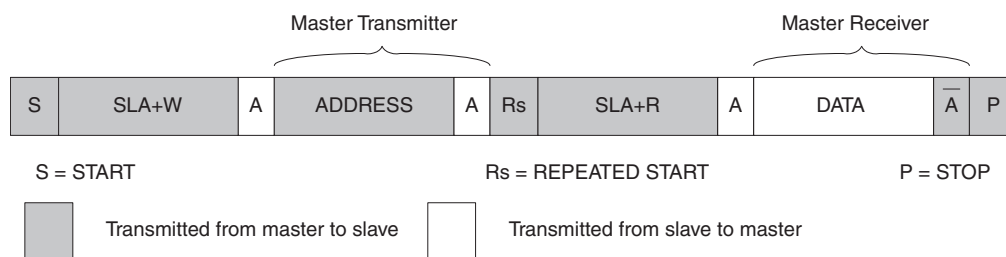 Master Transmitter Master Receiver
S SLA+W A ADDRESS A Rs SLA+R A DATA A̅ P
S = START Rs = REPEATED START P = STOP
Transmitted from master to slave Transmitted from slave to master